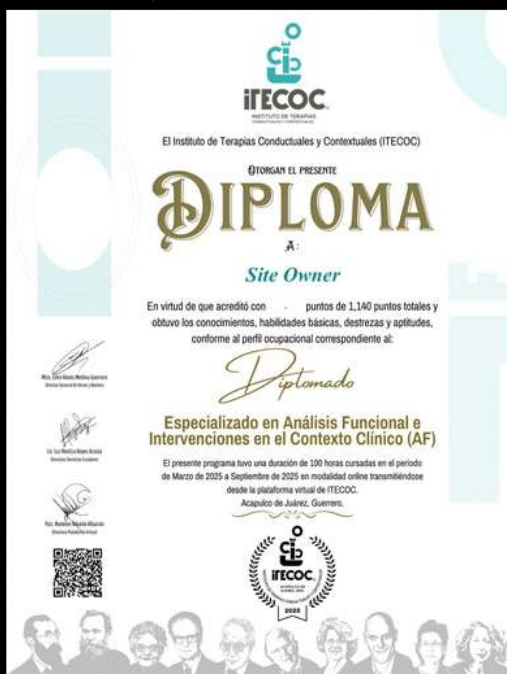 iTECOC
INSTITUTO DE TERAPIAS
CONDUCTUALES Y CONTEXTUALES
El Instituto de Terapias Conductuales y Contextuales (ITECOC)
OTORGAN EL PRESENTE
DIPLOMA
A:
Site Owner
En virtud de que acreditó con - puntos de 1,140 puntos totales y
obtuvo los conocimientos, habilidades básicas, destrezas y aptitudes,
conforme al perfil ocupacional correspondiente al:
Diplomado
Especializado en Análisis Funcional e
Intervenciones en el Contexto Clínico (AF)
El presente programa tuvo una duración de 100 horas cursadas en el periodo
de Marzo de 2025 a Septiembre de 2025 en modalidad online transmitiéndose
desde la plataforma virtual de ITECOC.
Acapulco de Juárez, Guerrero.
iTECOC
2025